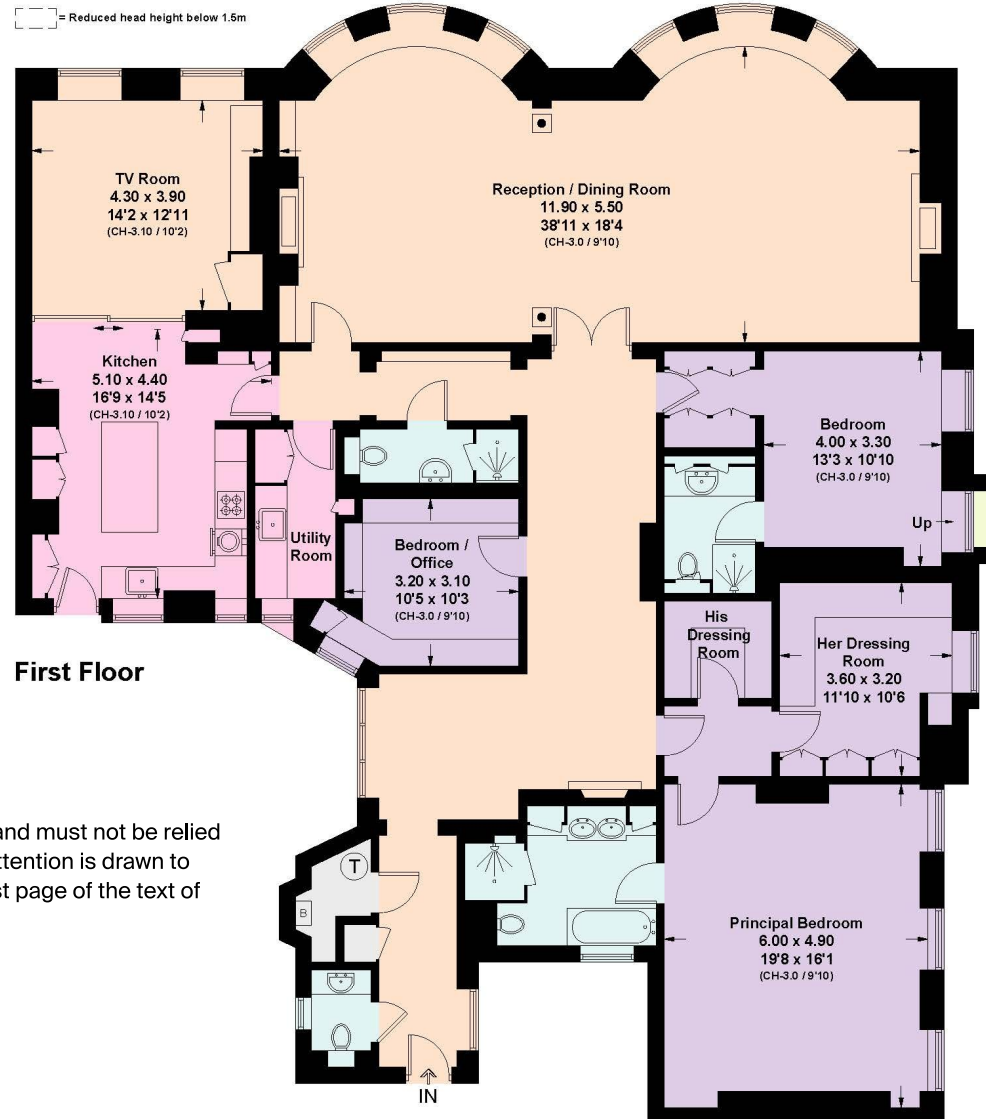 = Reduced head height below 1.5m
TV Room
4.30 x 3.90
14'2 x 12'11
(CH-3.10 / 10'2)
Reception / Dining Room
11.90 x 5.50
38'11 x 18'4
(CH-3.0 / 9'10)
Kitchen
5.10 x 4.40
16'9 x 14'5
(CH-3.10 / 10'2)
Bedroom
4.00 x 3.30
13'3 x 10'10
(CH-3.0 / 9'10)
Up
Utility
Room
Bedroom /
Office
3.20 x 3.10
10'5 x 10'3
(CH-3.0 / 9'10)
His
Dressing
Room
Her Dressing
Room
3.60 x 3.20
11'10 x 10'6
First Floor
and must not be relied
ttention is drawn to
st page of the text of
T
B
Principal Bedroom
6.00 x 4.90
19'8 x 16'1
(CH-3.0 / 9'10)
IN